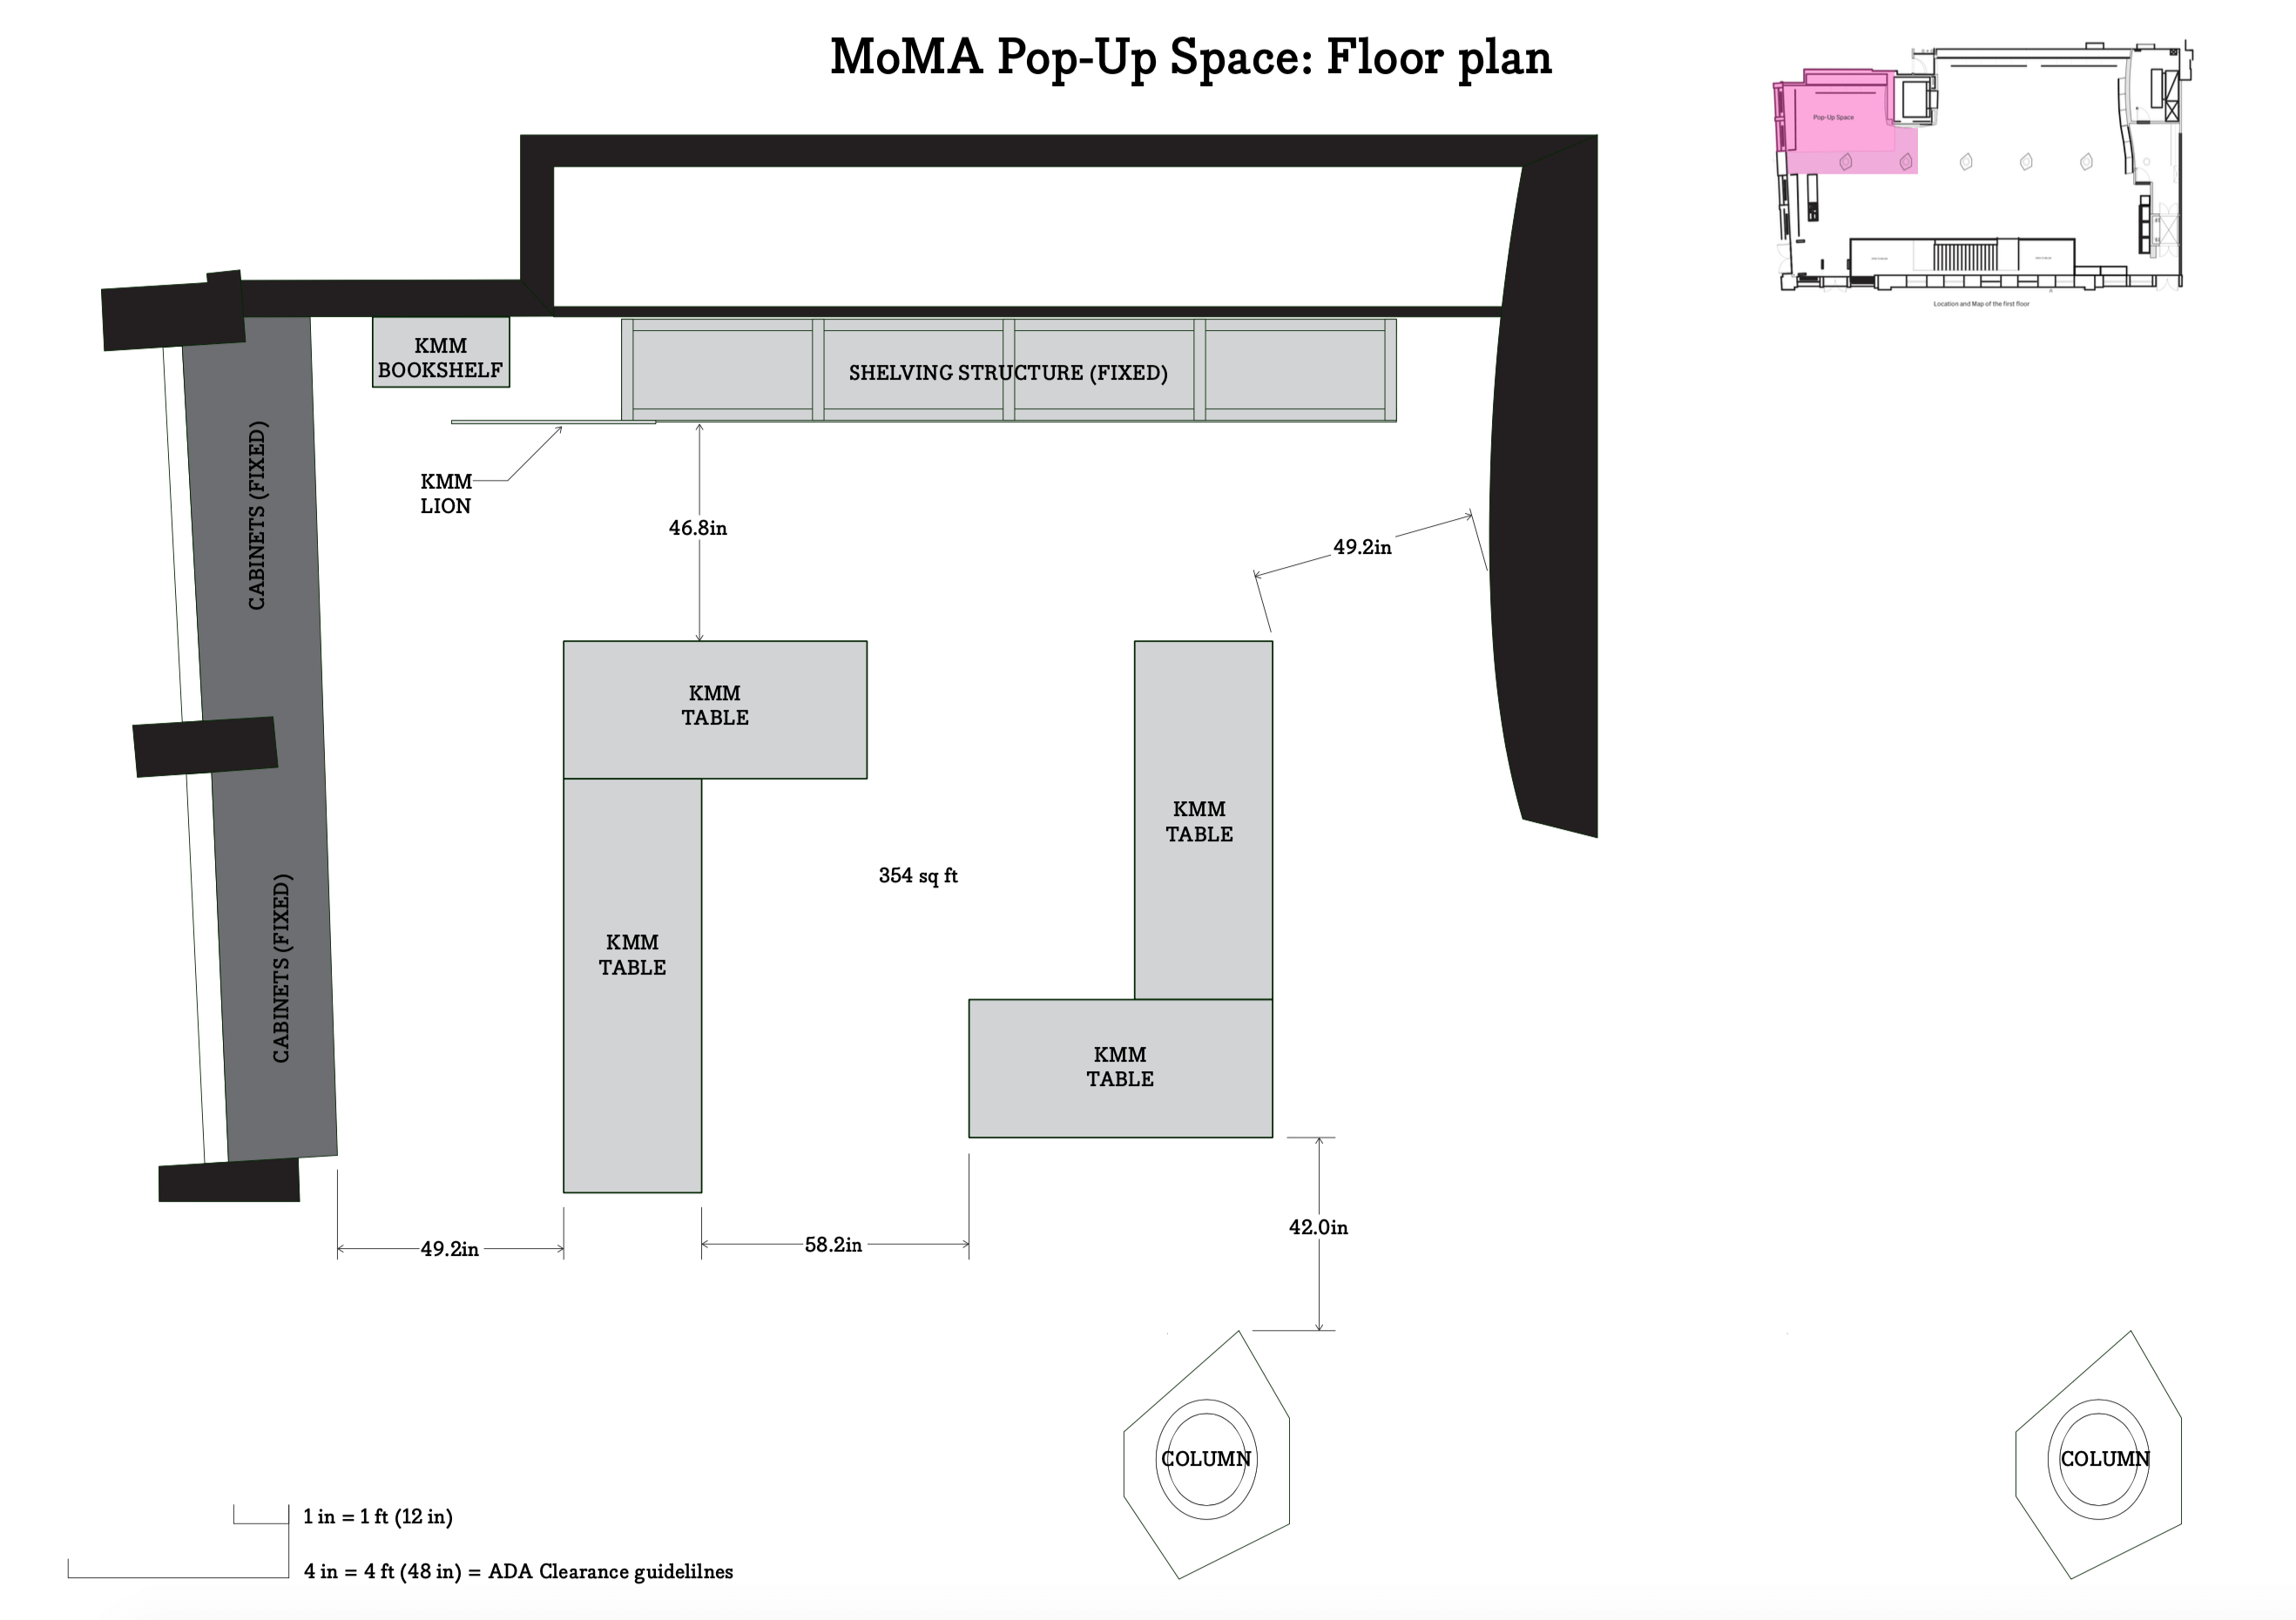 MoMA Pop-Up Space: Floor plan
Pop-Up Space
Location and Map of the first floor
KMM
BOOKSHELF
SHELVING STRUCTURE (FIXED)
CABINETS (FIXED)
KMM
LION
46.8in
49.2in
KMM
TABLE
KMM
TABLE
354 sq ft
KMM
TABLE
CABINETS (FIXED)
KMM
TABLE
49.2in
58.2in
42.0in
COLUMN
COLUMN
1 in = 1 ft (12 in)
4 in = 4 ft (48 in) = ADA Clearance guidelilnes